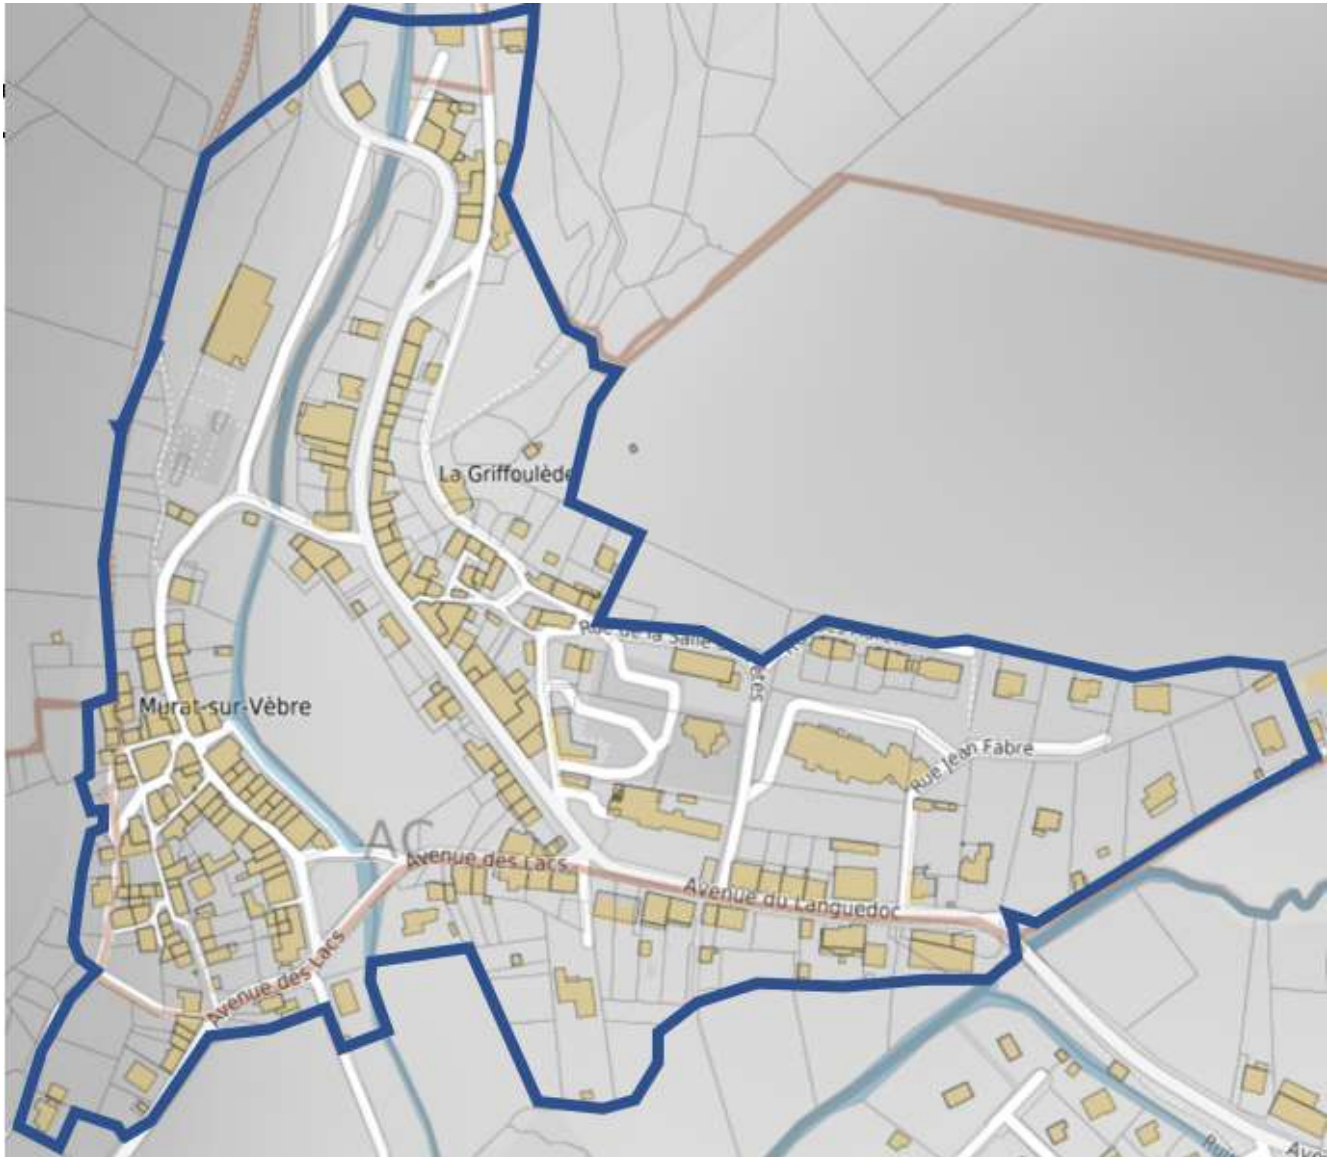 La Griffoulède
Rue de la Salle
Murat-sur-Vèbre
Rue Jean Fabre
AC
Avenue des Lacs
Avenue du Languedoc
Avenue des Lacs